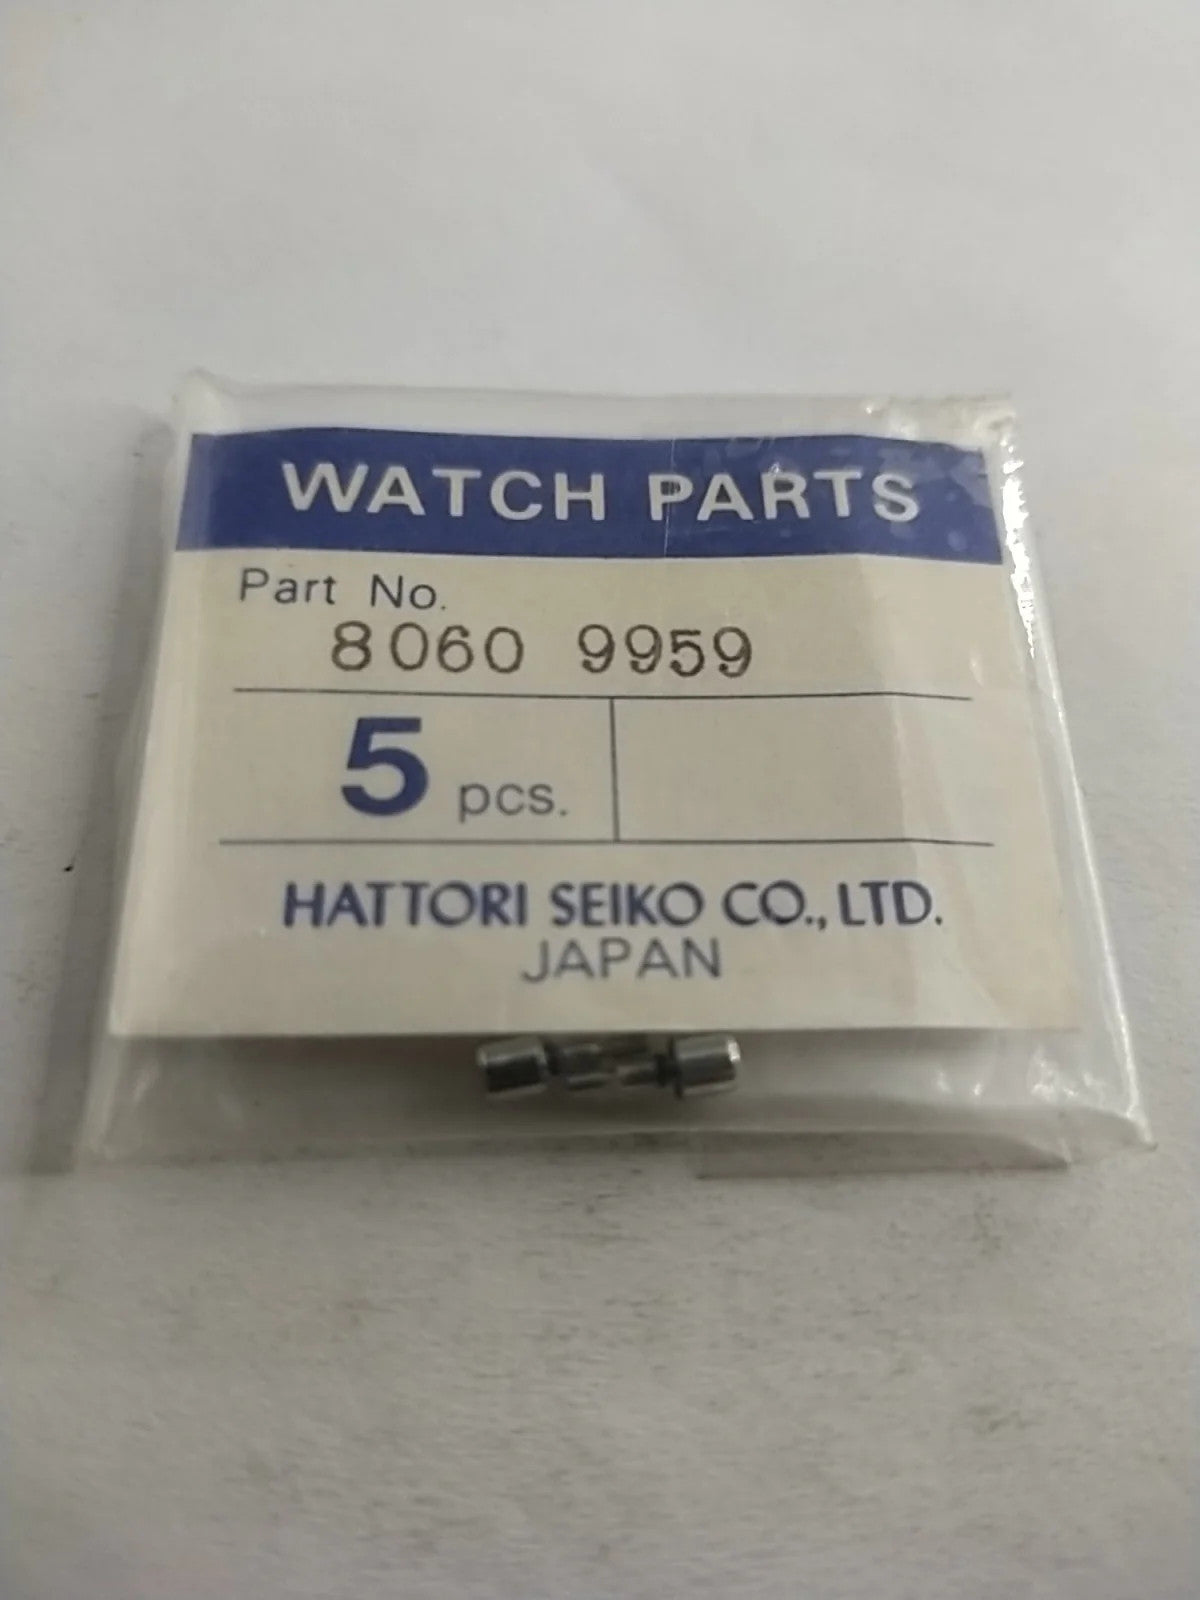 WATCH PARTS
Part No.
8060 9959
5 pcs.
HATTORI SEIKO CO., LTD.
JAPAN